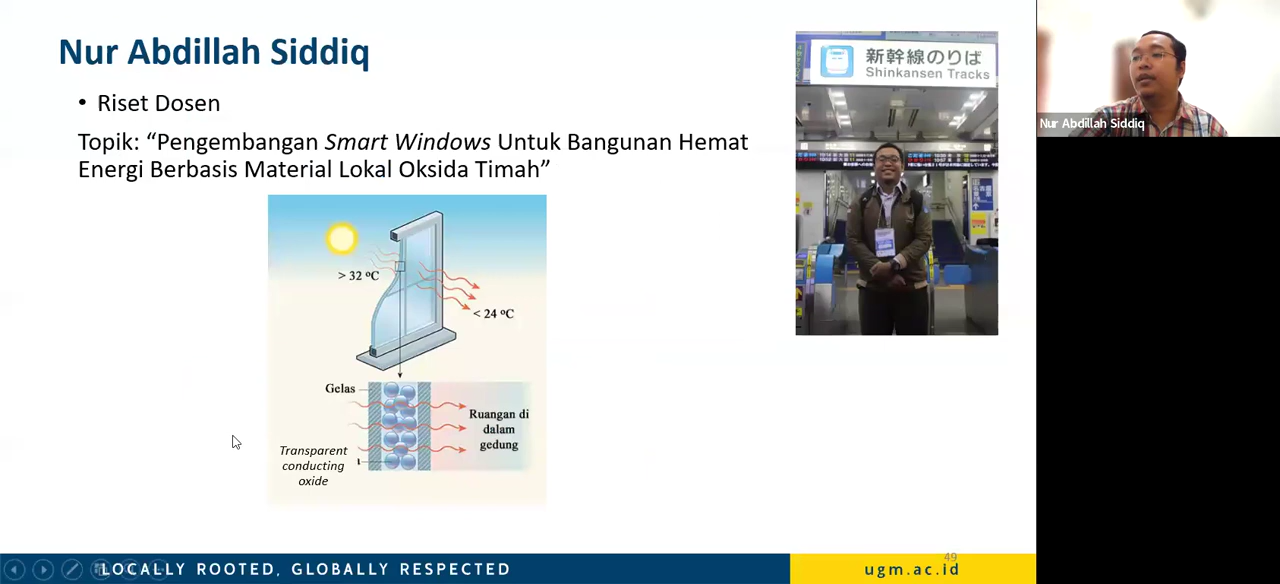 Nur Abdillah Siddiq
• Riset Dosen
Topik: “Pengembangan Smart Windows Untuk Bangunan Hemat
Energi Berbasis Material Lokal Oksida Timah”
> 32 °C
< 24 °C
Gelas
Ruangan di
dalam
gedung
Transparent
conducting
oxide
新幹線のりば
Shinkansen Tracks
Nur Abdillah Siddiq
49
LOCALLY ROOTED, GLOBALLY RESPECTED
ugm.ac.id